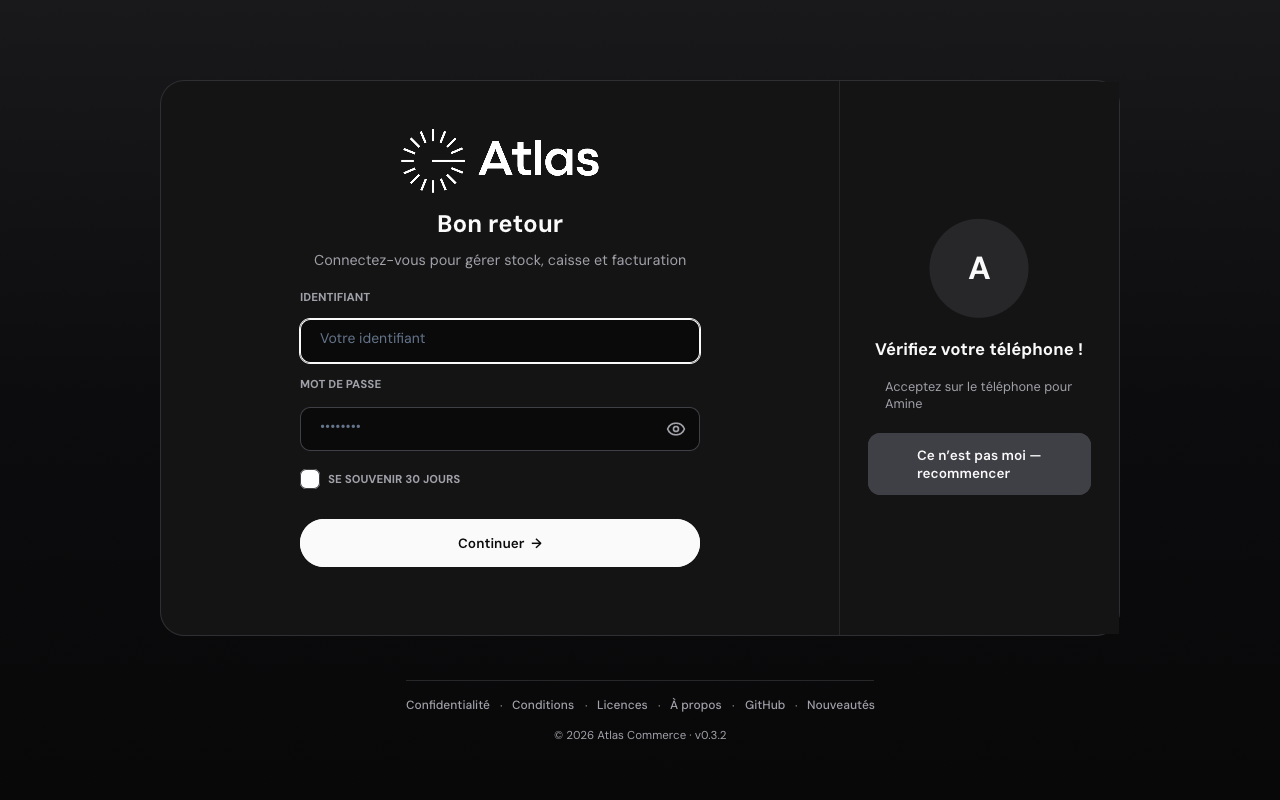 Atlas
Bon retour
Connectez-vous pour gérer stock, caisse et facturation
IDENTIFIANT
Votre identifiant
MOT DE PASSE
••••••••
SE SOUVENIR 30 JOURS
Continuer →
A
Vérifiez votre téléphone !
Acceptez sur le téléphone pour
Amine
Ce n’est pas moi —
recommencer
Confidentialité · Conditions · Licences · À propos · GitHub · Nouveautés
© 2026 Atlas Commerce · v0.3.2